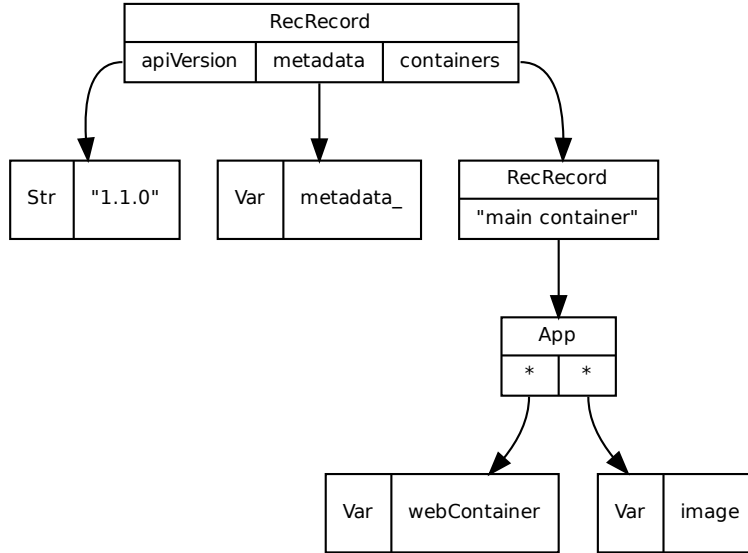 RecRecord
apiVersion metadata containers
Str "1.1.0"
Var metadata_
RecRecord
"main container"
App
* *
Var webContainer
Var image